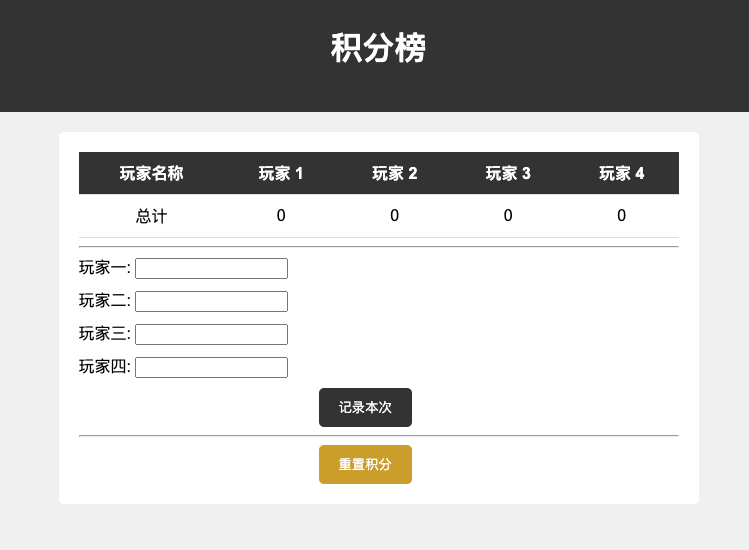 积分榜
玩家名称 玩家 1 玩家 2 玩家 3 玩家 4
总计 0 0 0 0
玩家一:
玩家二:
玩家三:
玩家四:
记录本次
重置积分